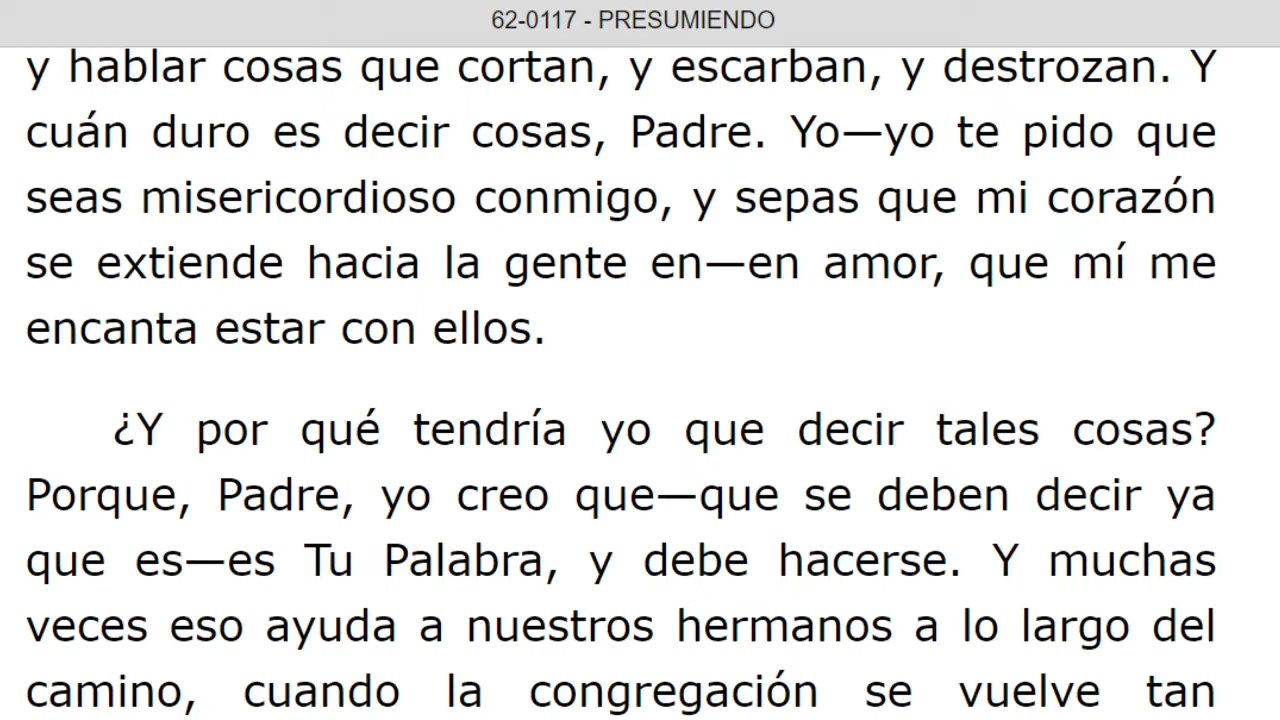 62-0117 - PRESUMIENDO
y hablar cosas que cortan, y escarban, y destrozan. Y
cuán duro es decir cosas, Padre. Yo—yo te pido que
seas misericordioso conmigo, y sepas que mi corazón
se extiende hacia la gente en—en amor, que mí me
encanta estar con ellos.
¿Y por qué tendría yo que decir tales cosas?
Porque, Padre, yo creo que—que se deben decir ya
que es—es Tu Palabra, y debe hacerse. Y muchas
veces eso ayuda a nuestros hermanos a lo largo del
camino, cuando la congregación se vuelve tan